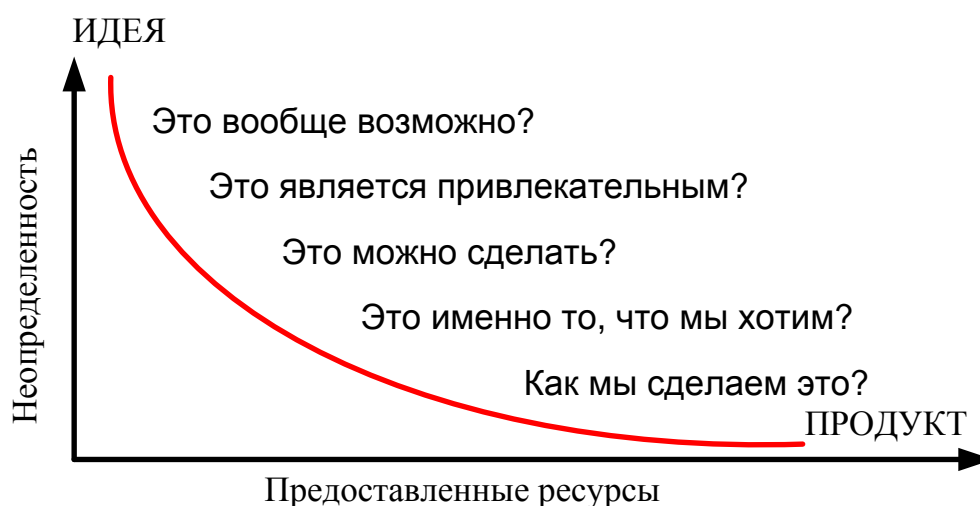 ИДЕЯ
Это вообще возможно?
Это является привлекательным?
Это можно сделать?
Это именно то, что мы хотим?
Как мы сделаем это?
ПРОДУКТ
Неопределенность
Предоставленные ресурсы